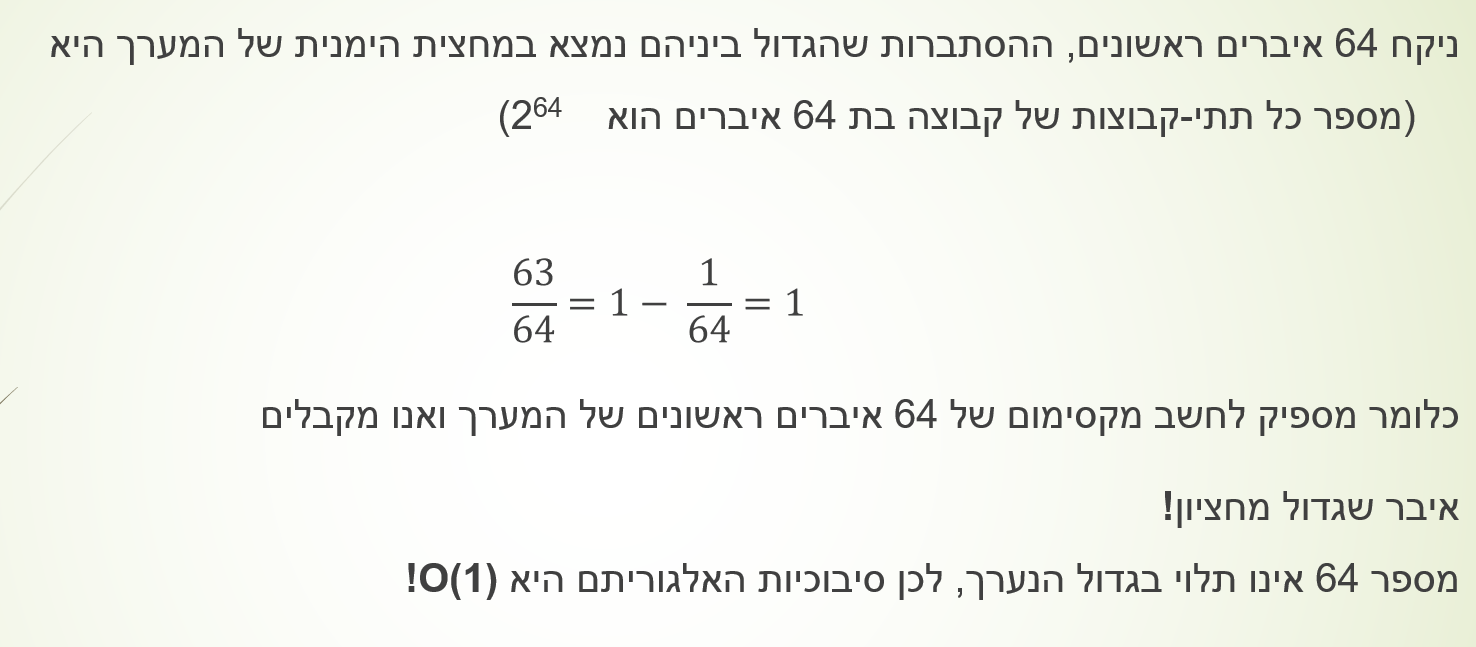 ניקח 64 איברים ראשונים, ההסתברות שהגדול ביניהם נמצא במחצית הימנית של המערך היא
(מספר כל תתי-קבוצות של קבוצה בת 64 איברים הוא 2^64)
63/64 = 1 − 1/64 = 1
כלומר מספיק לחשב מקסימום של 64 איברים ראשונים של המערך ואנו מקבלים
איבר שגדול מחציון!
מספר 64 אינו תלוי בגדול הנערך, לכן סיבוכיות האלגוריתם היא O(1)!